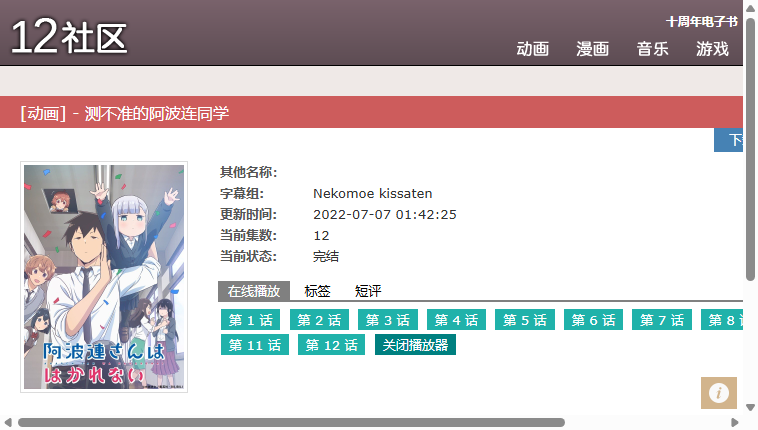 12社区
十周年电子书
动画 漫画 音乐 游戏
[动画] - 测不准的阿波连同学
其他名称:
字幕组: Nekomoe kissaten
更新时间: 2022-07-07 01:42:25
当前集数: 12
当前状态: 完结
在线播放 标签 短评
第 1 话 第 2 话 第 3 话 第 4 话 第 5 话 第 6 话 第 7 话 第 8
第 11 话 第 12 话 关闭播放器
阿波連さんは
はかれない
i